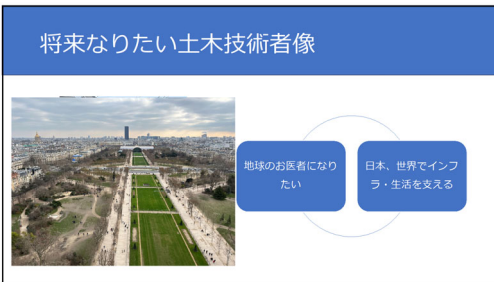 将来なりたい土木技術者像
地球のお医者になり
たい
日本、世界でインフ
ラ・生活を支える